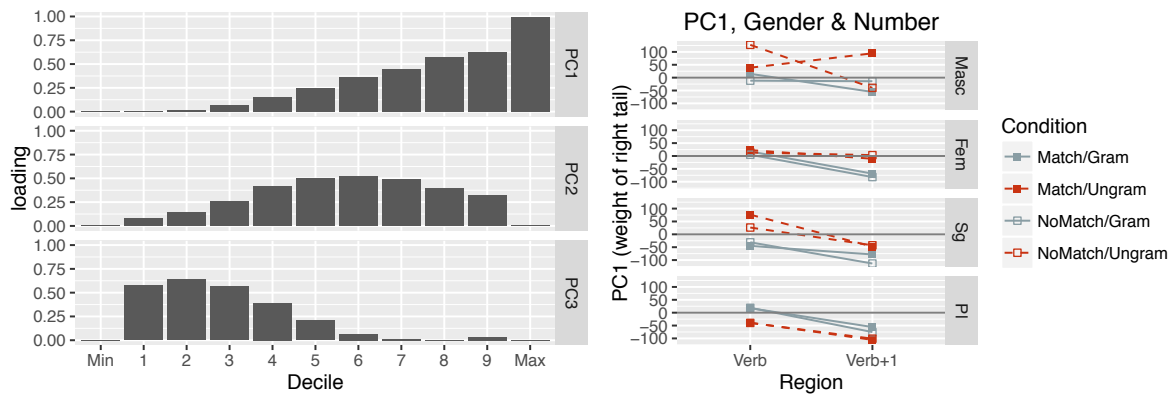 1.00
0.75
0.50
0.25
0.00
PC1
1.00
0.75
0.50
0.25
0.00
PC2
1.00
0.75
0.50
0.25
0.00
PC3
loading
Min 1 2 3 4 5 6 7 8 9 Max
Decile
PC1, Gender & Number
PC1 (weight of right tail)
100
50
0
−50
−100
Masc
100
50
0
−50
−100
Fem
100
50
0
−50
−100
Sg
100
50
0
−50
−100
Pl
Verb Verb+1
Region
Condition
Match/Gram
Match/Ungram
NoMatch/Gram
NoMatch/Ungram